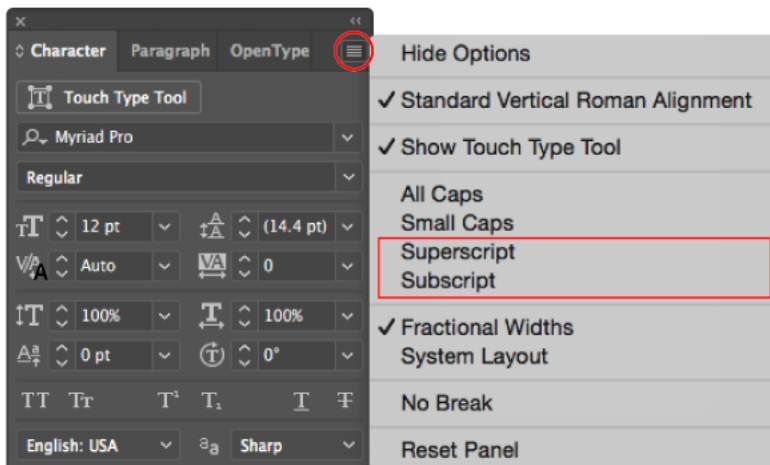 Character Paragraph OpenType
Touch Type Tool
Myriad Pro
Regular
12 pt (14.4 pt)
Auto 0
100% 100%
0 pt 0°
TT Tr T¹ T₁ T T
English: USA aa Sharp
Hide Options
✓ Standard Vertical Roman Alignment
✓ Show Touch Type Tool
All Caps
Small Caps
Superscript
Subscript
✓ Fractional Widths
System Layout
No Break
Reset Panel